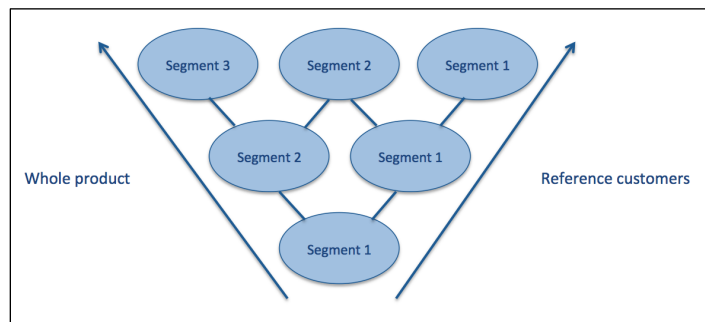 Segment 3
Segment 2
Segment 1
Segment 2
Segment 1
Whole product
Reference customers
Segment 1